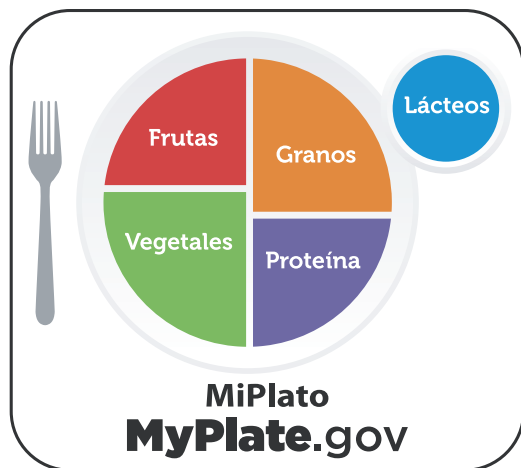 Lácteos
Frutas
Granos
Vegetales
Proteína
MiPlato
MyPlate.gov